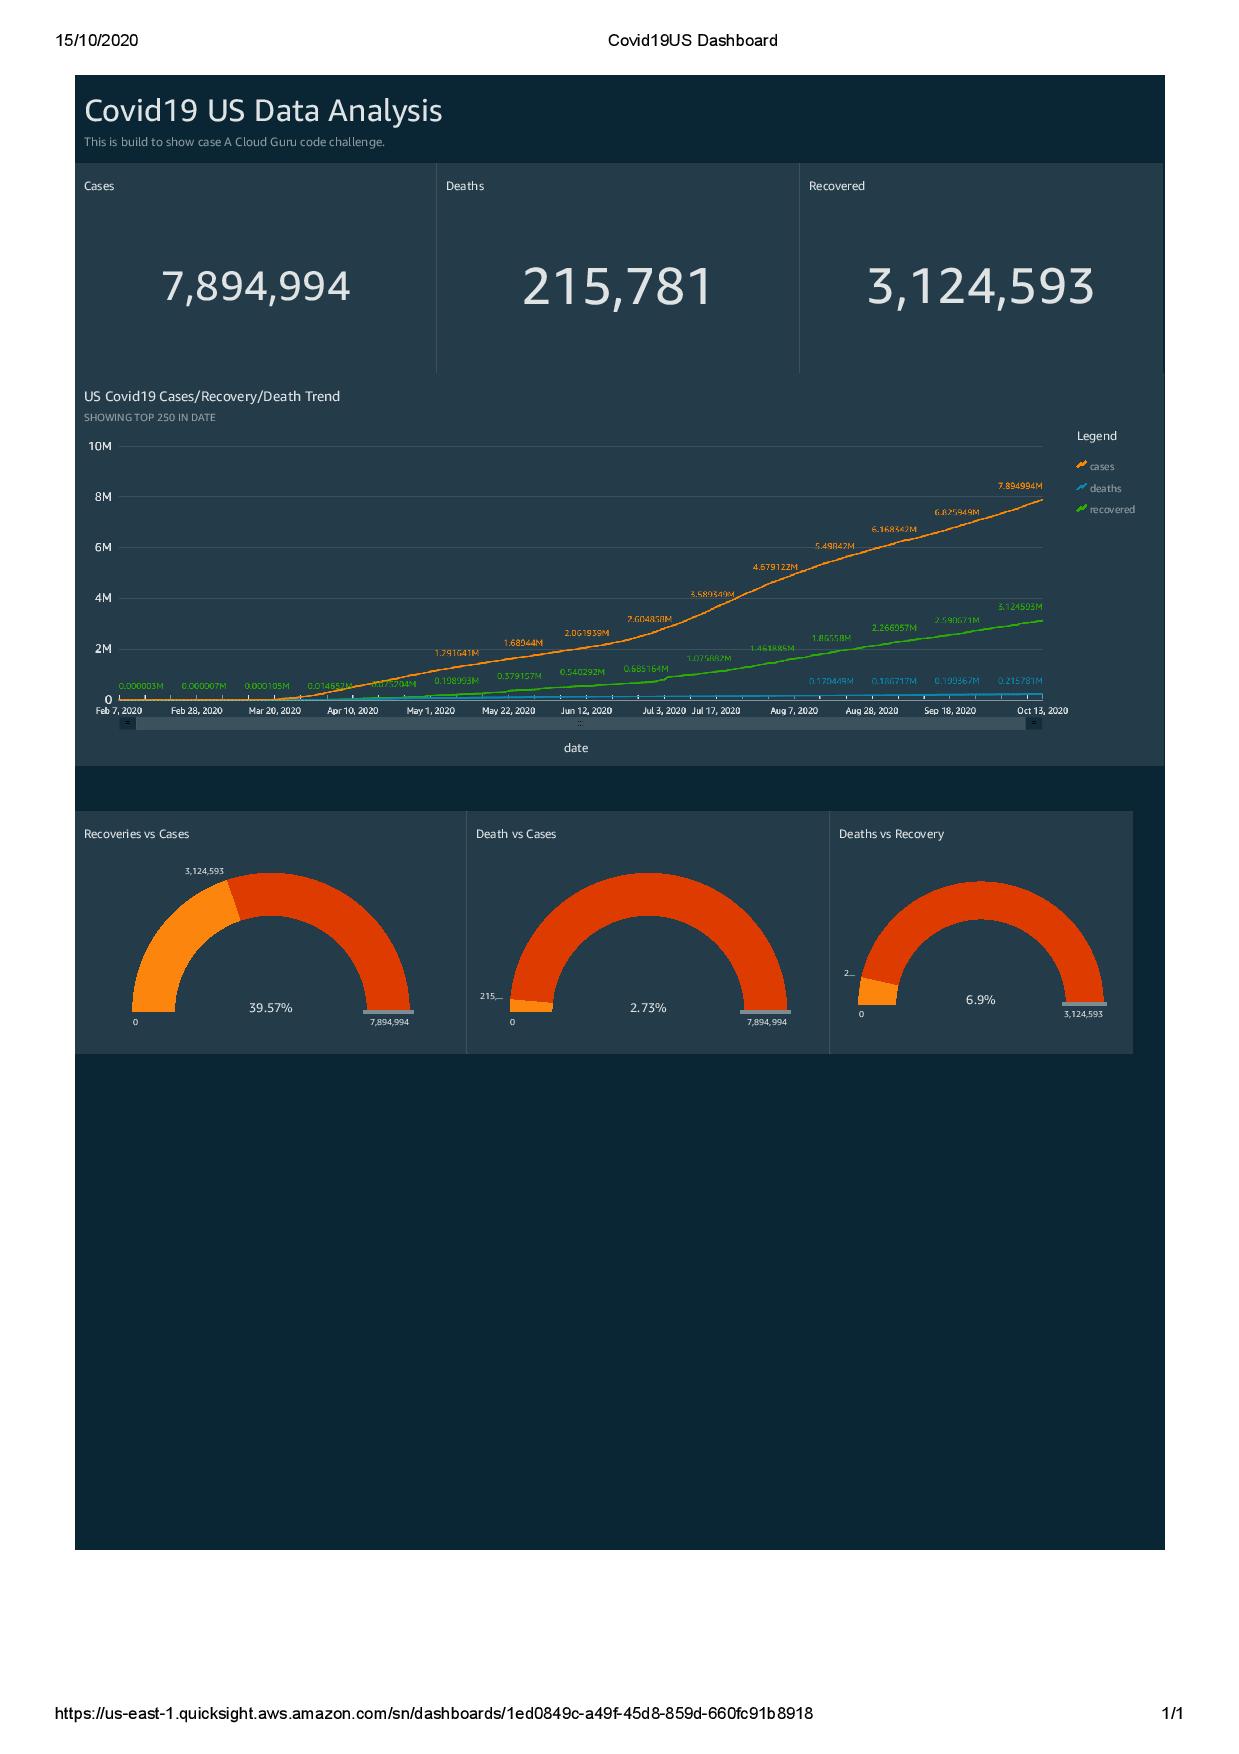 15/10/2020 Covid19US Dashboard
Covid19 US Data Analysis
This is build to show case A Cloud Guru code challenge.
Cases Deaths Recovered
7,894,994 215,781 3,124,593
US Covid19 Cases/Recovery/Death Trend
SHOWING TOP 250 IN DATE
Legend
cases
deaths
recovered
10M
8M
6M
4M
2M
0
7.894994M
6.825949M
6.168342M
5.49842M
4.679122M
3.589349M
2.604858M
2.061939M
1.68944M
1.291641M
3.124593M
2.590671M
2.266957M
1.86558M
1.461885M
1.075882M
0.685164M
0.540292M
0.379157M
0.198993M
0.075204M
0.014652M
0.000105M
0.000007M
0.000003M
0.170449M 0.186717M 0.199367M 0.215781M
Feb 7, 2020 Feb 28, 2020 Mar 20, 2020 Apr 10, 2020 May 1, 2020 May 22, 2020 Jun 12, 2020 Jul 3, 2020 Jul 17, 2020 Aug 7, 2020 Aug 28, 2020 Sep 18, 2020 Oct 13, 2020
date
Recoveries vs Cases
3,124,593
39.57%
0 7,894,994
Death vs Cases
215,...
2.73%
0 7,894,994
Deaths vs Recovery
2...
6.9%
0 3,124,593
https://us-east-1.quicksight.aws.amazon.com/sn/dashboards/1ed0849c-a49f-45d8-859d-660fc91b8918 1/1